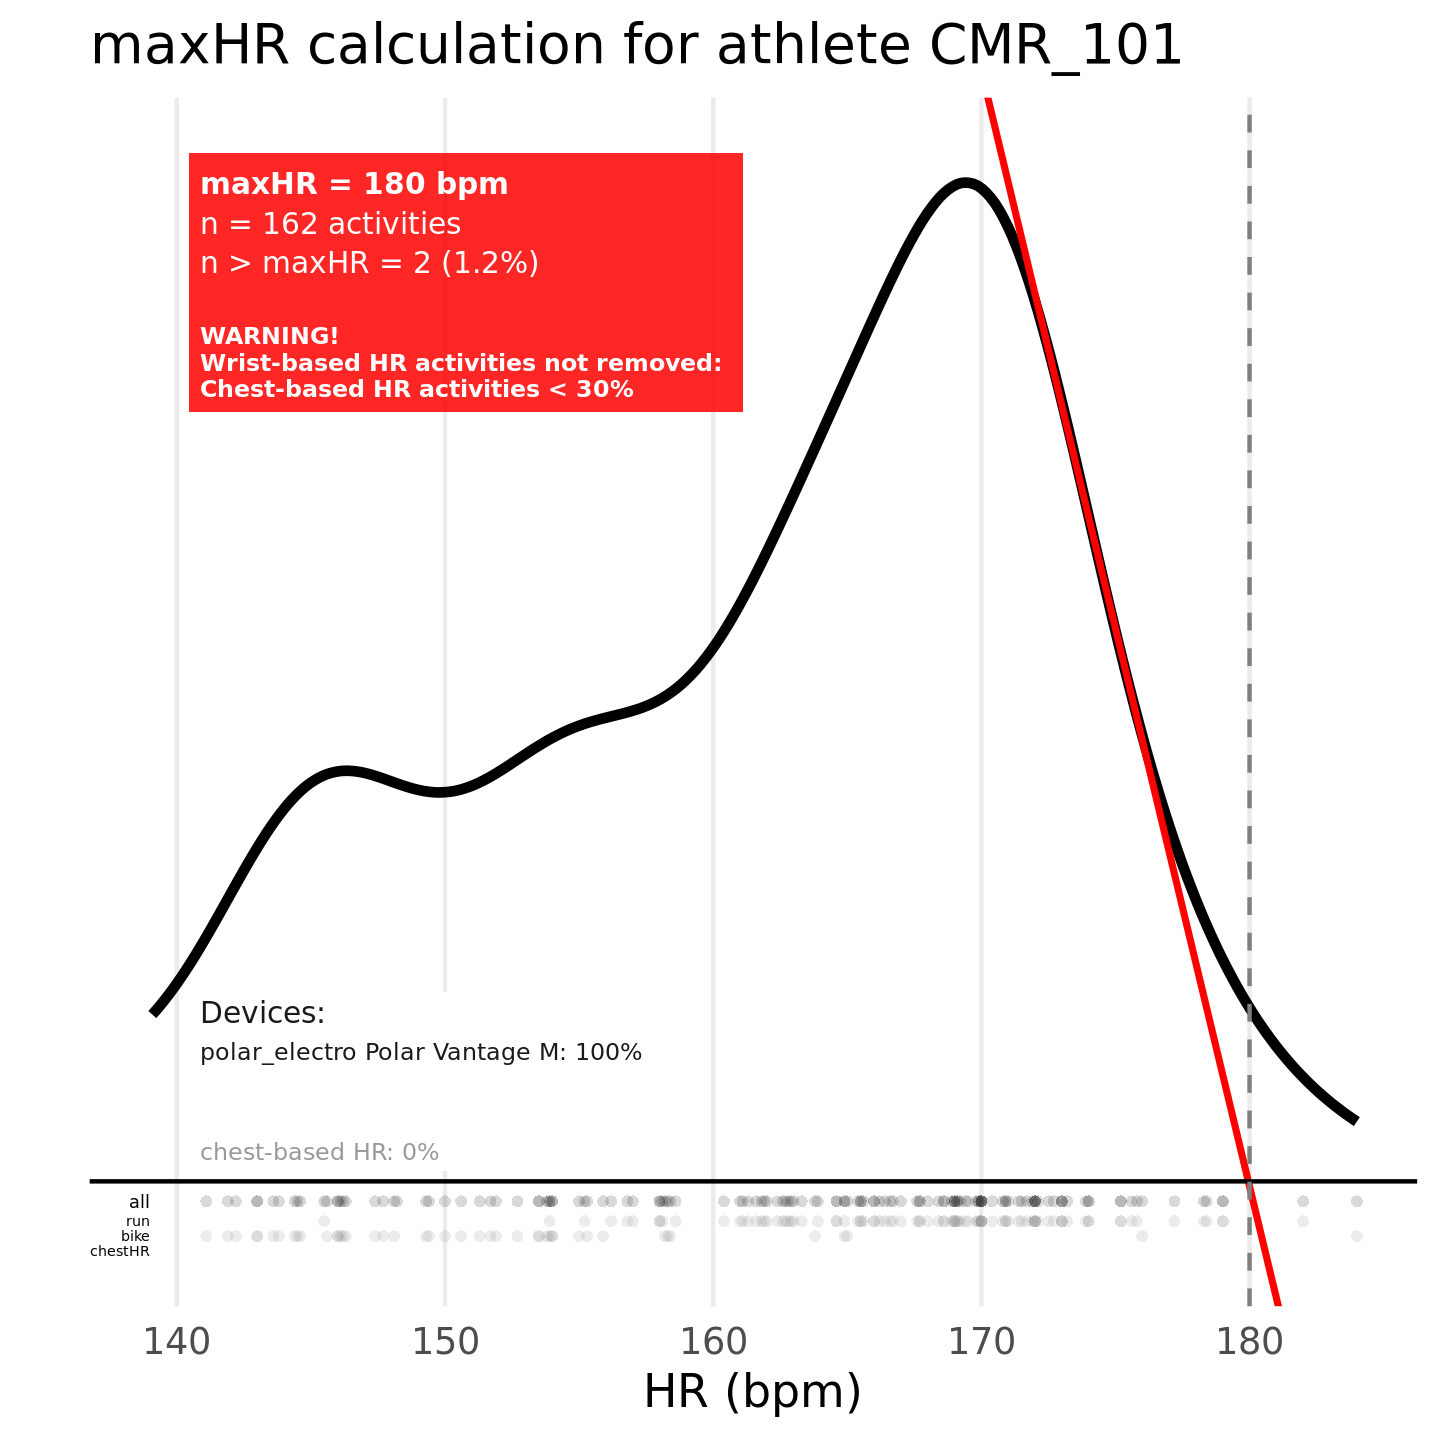 maxHR calculation for athlete CMR_101
maxHR = 180 bpm
n = 162 activities
n > maxHR = 2 (1.2%)
WARNING!
Wrist-based HR activities not removed:
Chest-based HR activities < 30%
Devices:
polar_electro Polar Vantage M: 100%
chest-based HR: 0%
all
run
bike
chestHR
140 150 160 170 180
HR (bpm)